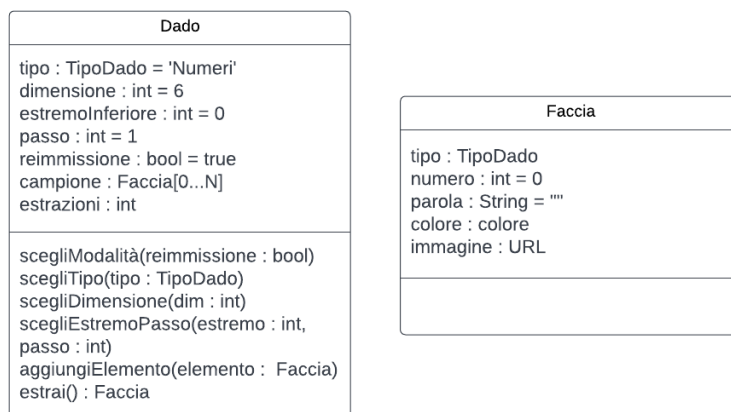 Dado
tipo : TipoDado = 'Numeri'
dimensione : int = 6
estremoInferiore : int = 0
passo : int = 1
reimmissione : bool = true
campione : Faccia[0...N]
estrazioni : int
scegliModalità(reimmissione : bool)
scegliTipo(tipo : TipoDado)
scegliDimensione(dim : int)
scegliEstremoPasso(estremo : int,
passo : int)
aggiungiElemento(elemento :  Faccia)
estrai() : Faccia
Faccia
tipo : TipoDado
numero : int = 0
parola : String = ""
colore : colore
immagine : URL